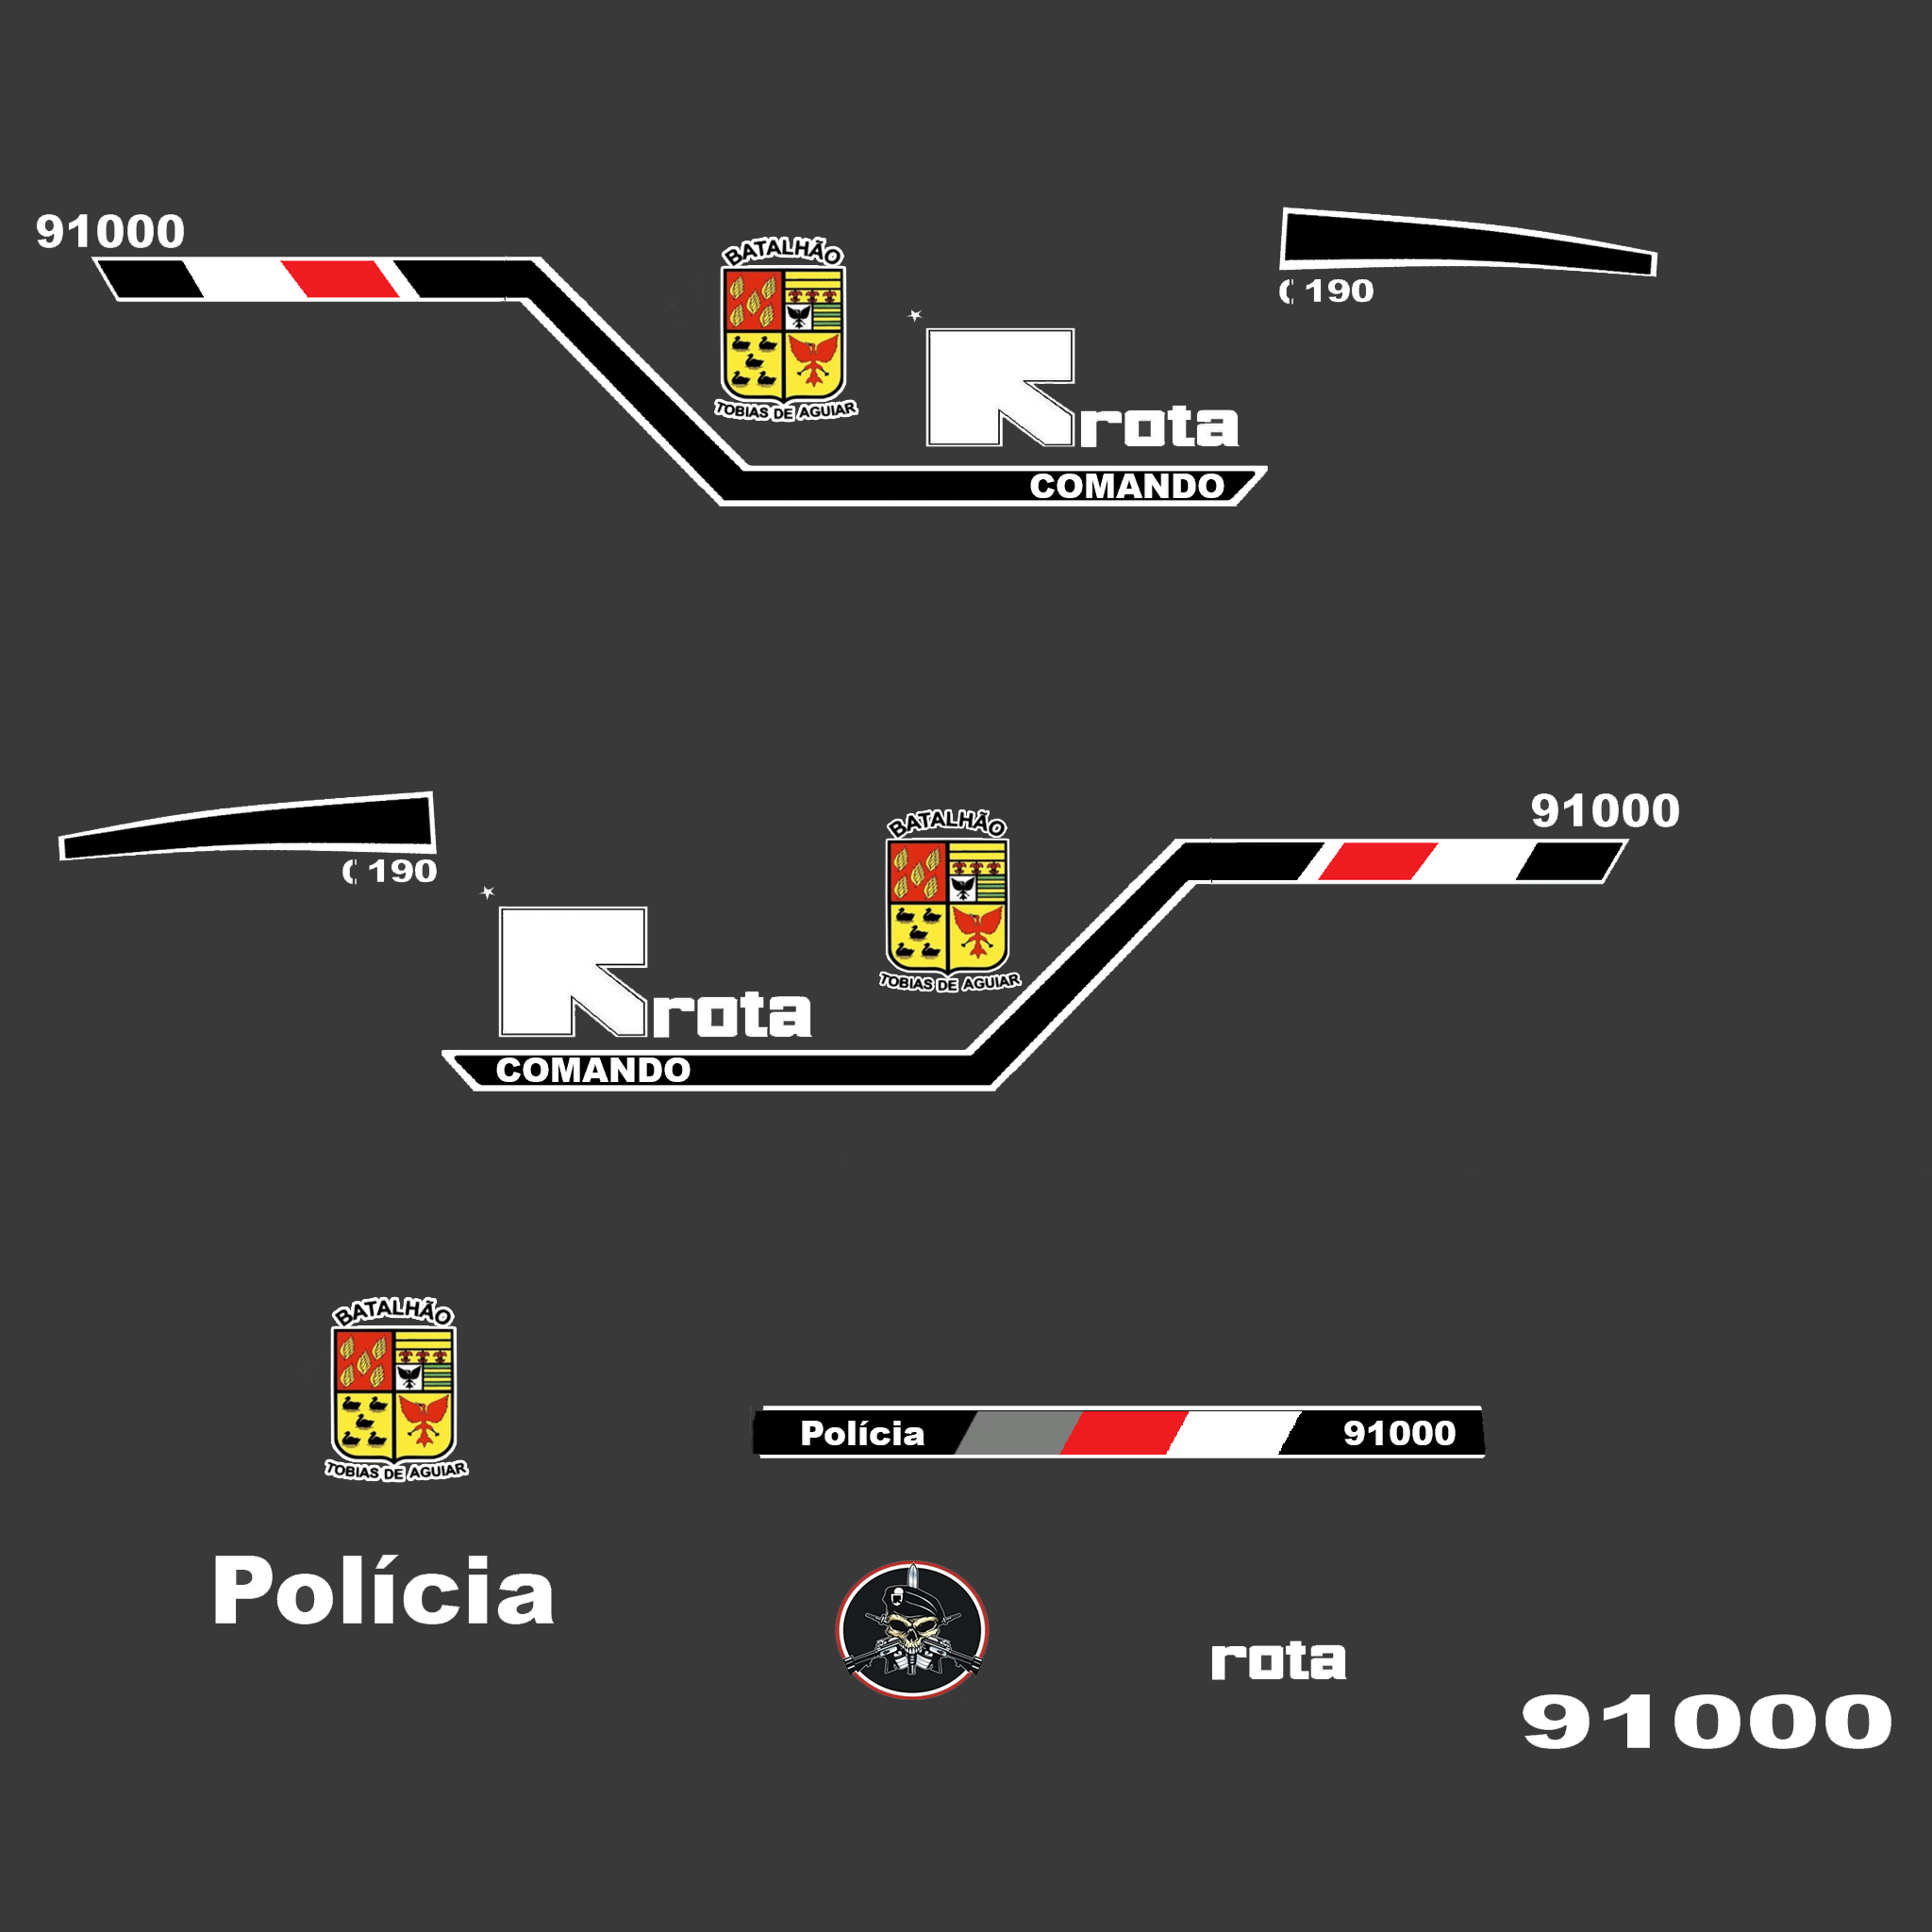 91000
BATALHÃO
TOBIAS DE AGUIAR
190
rota
COMANDO
91000
190
BATALHÃO
TOBIAS DE AGUIAR
rota
COMANDO
BATALHÃO
TOBIAS DE AGUIAR
Polícia 91000
Polícia
rota
91000